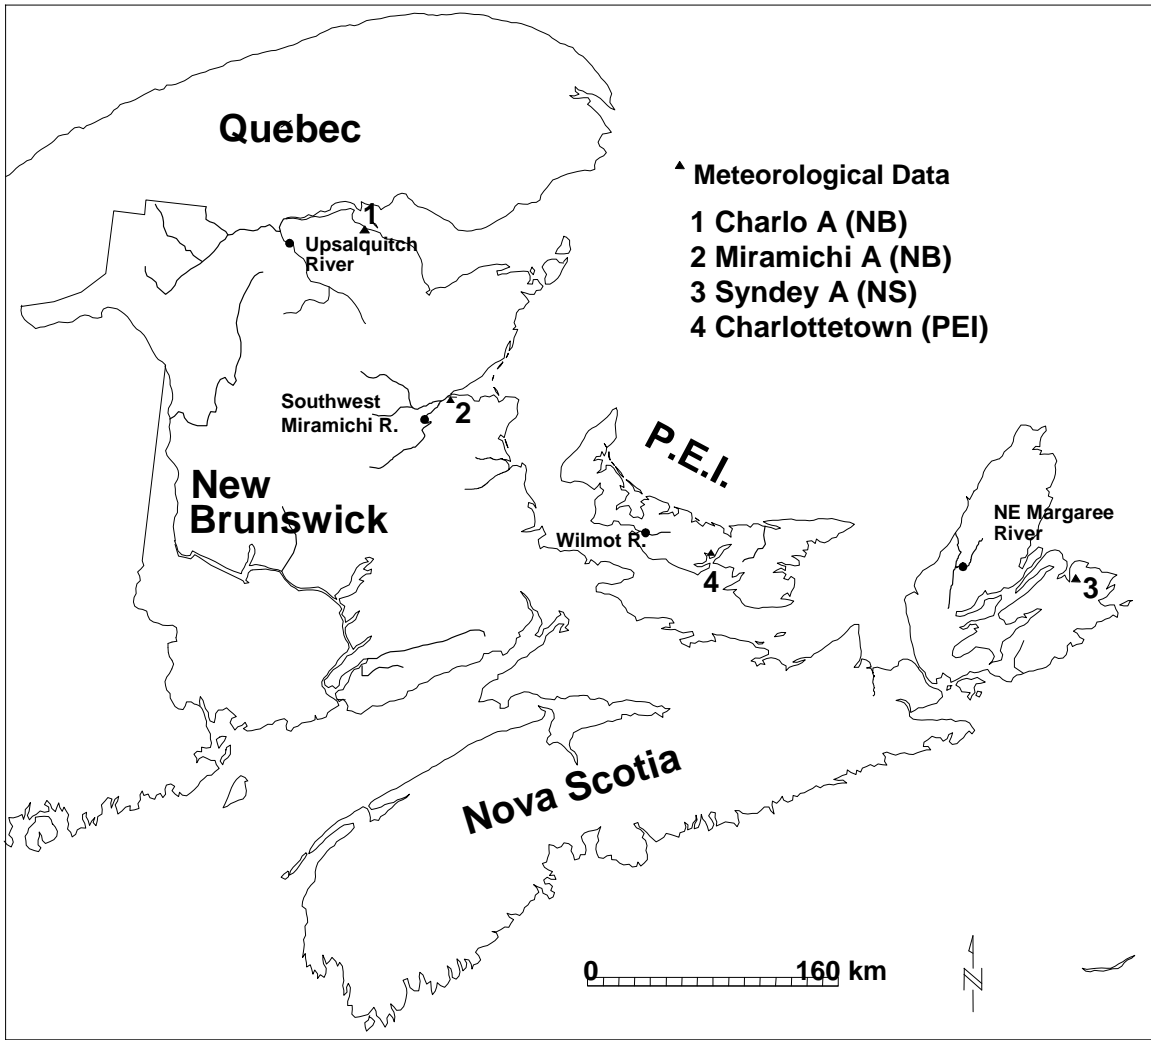 Québec
Meteorological Data
1 Charlo A (NB)
2 Miramichi A (NB)
3 Syndey A (NS)
4 Charlottetown (PEI)
1
Upsalquitch
River
Southwest
Miramichi R.
2
New
Brunswick
P.E.I.
Wilmot R.
4
NE Margaree
River
3
Nova Scotia
0 160 km
N